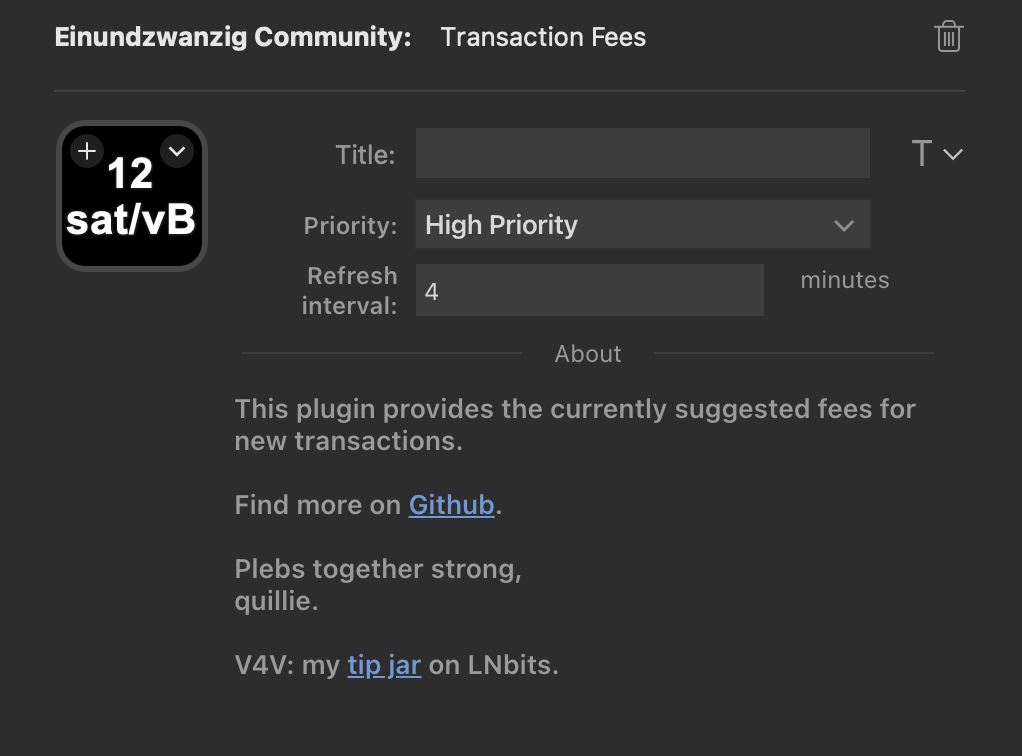 Einundzwanzig Community: Transaction Fees
12
sat/vB
Title:
Priority: High Priority
Refresh
interval: 4 minutes
About
This plugin provides the currently suggested fees for
new transactions.
Find more on Github.
Plebs together strong,
quillie.
V4V: my tip jar on LNbits.